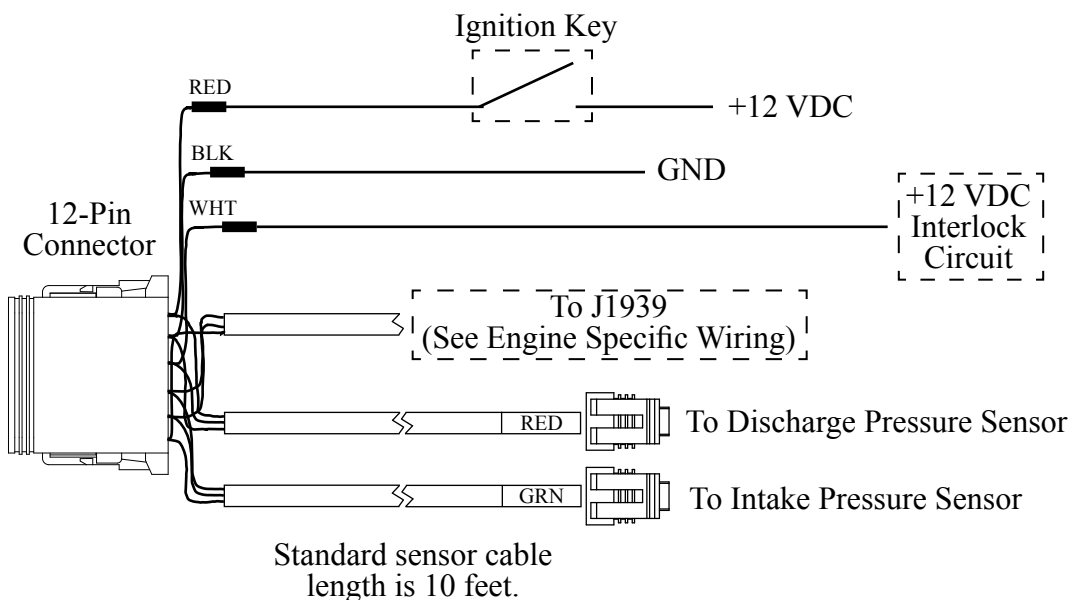 Ignition Key
RED
+12 VDC
BLK
GND
WHT
+12 VDC
Interlock
Circuit
12-Pin
Connector
To J1939
(See Engine Specific Wiring)
RED
To Discharge Pressure Sensor
GRN
To Intake Pressure Sensor
Standard sensor cable
length is 10 feet.